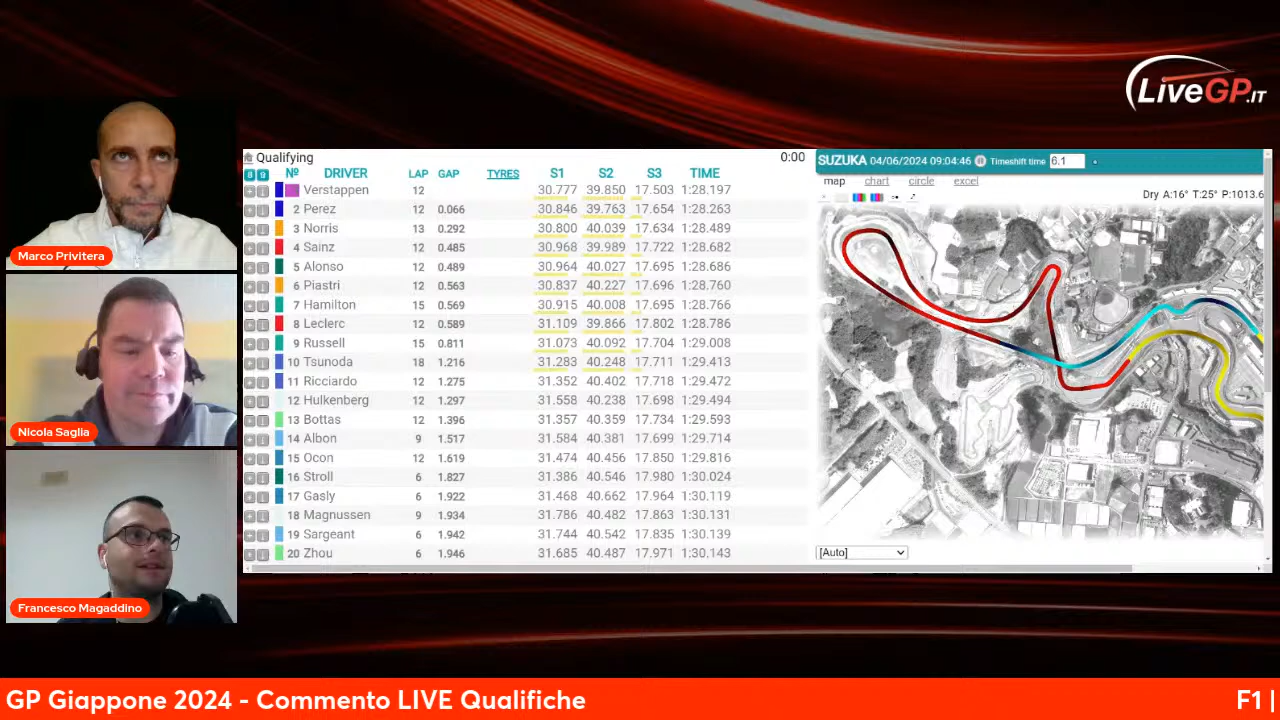 LiveGP.IT
Marco Privitera
Nicola Saglia
Francesco Magaddino
Qualifying 0:00
Nº DRIVER LAP GAP TYRES S1 S2 S3 TIME
Verstappen 12 30.777 39.850 17.503 1:28.197
2 Perez 12 0.066 30.846 39.763 17.654 1:28.263
3 Norris 13 0.292 30.800 40.039 17.634 1:28.489
4 Sainz 12 0.485 30.968 39.989 17.722 1:28.682
5 Alonso 12 0.489 30.964 40.027 17.695 1:28.686
6 Piastri 12 0.563 30.837 40.227 17.696 1:28.760
7 Hamilton 15 0.569 30.915 40.008 17.695 1:28.766
8 Leclerc 12 0.589 31.109 39.866 17.802 1:28.786
9 Russell 15 0.811 31.073 40.092 17.704 1:29.008
10 Tsunoda 18 1.216 31.283 40.248 17.711 1:29.413
11 Ricciardo 12 1.275 31.352 40.402 17.718 1:29.472
12 Hulkenberg 12 1.297 31.558 40.238 17.698 1:29.494
13 Bottas 12 1.396 31.357 40.359 17.734 1:29.593
14 Albon 9 1.517 31.584 40.381 17.699 1:29.714
15 Ocon 12 1.619 31.474 40.456 17.850 1:29.816
16 Stroll 6 1.827 31.386 40.546 17.980 1:30.024
17 Gasly 6 1.922 31.468 40.662 17.964 1:30.119
18 Magnussen 9 1.934 31.786 40.482 17.863 1:30.131
19 Sargeant 6 1.942 31.744 40.542 17.835 1:30.139
20 Zhou 6 1.946 31.685 40.487 17.971 1:30.143
SUZUKA 04/06/2024 09:04:46 Timeshift time 6.1
map chart circle excel
Dry A:16° T:25° P:1013.6
[Auto]
GP Giappone 2024 - Commento LIVE Qualifiche
F1 |